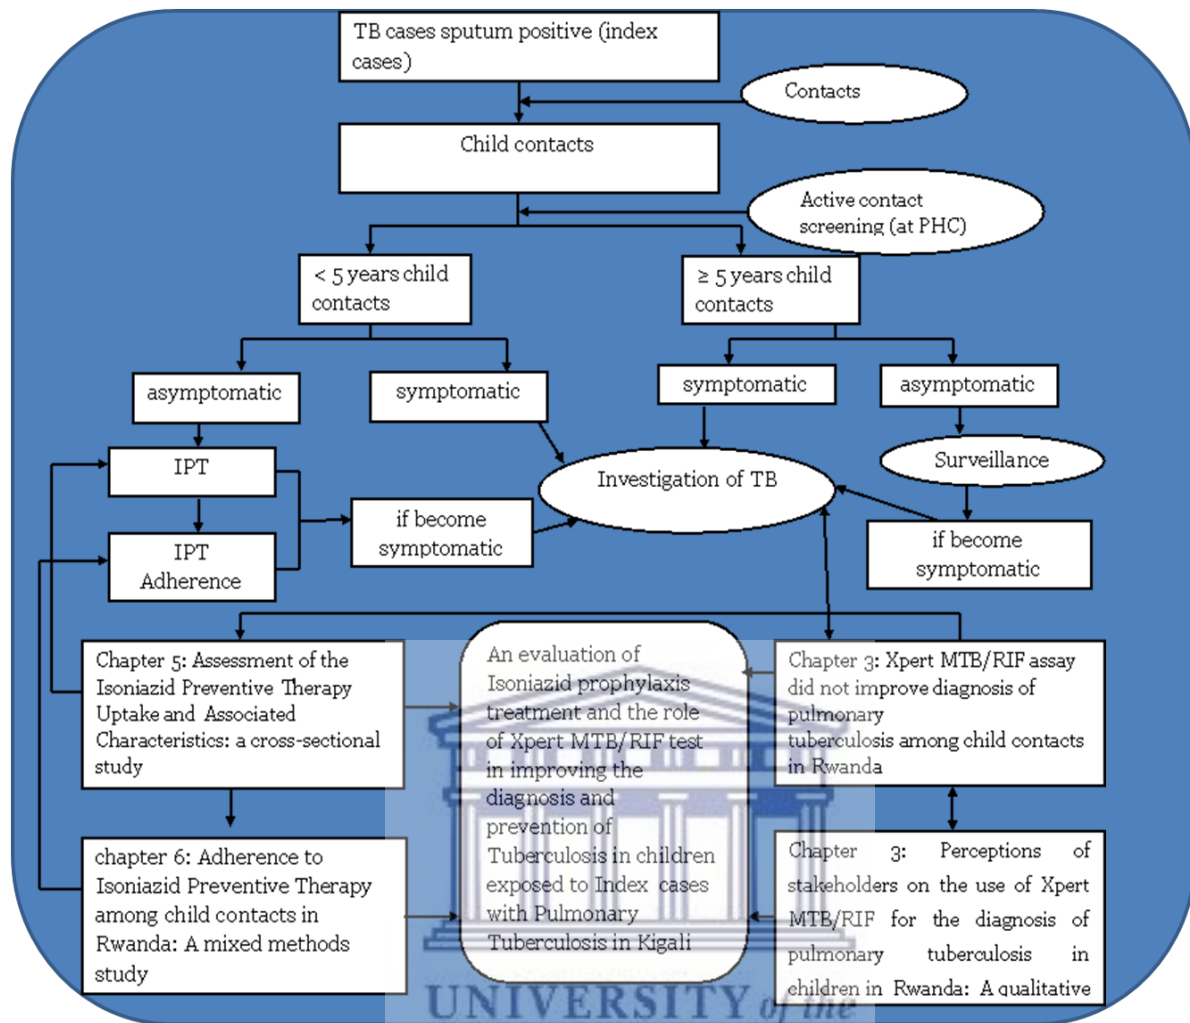 TB cases sputum positive (index
cases)
Contacts
Child contacts
Active contact
screening (at PHC)
< 5 years child
contacts
≥ 5 years child
contacts
asymptomatic
symptomatic
symptomatic
asymptomatic
IPT
Investigation of TB
Surveillance
if become
symptomatic
IPT
Adherence
if become
symptomatic
Chapter 5: Assessment of the
Isoniazid Preventive Therapy
Uptake and Associated
Characteristics: a cross-sectional
study
An evaluation of
Isoniazid prophylaxis
treatment and the role
of Xpert MTB/RIF test
in improving the
diagnosis and
prevention of
Tuberculosis in children
exposed to Index cases
with Pulmonary
Tuberculosis in Kigali
Chapter 3: Xpert MTB/RIF assay
did not improve diagnosis of
pulmonary
tuberculosis among child contacts
in Rwanda
chapter 6: Adherence to
Isoniazid Preventive Therapy
among child contacts in
Rwanda: A mixed methods
study
Chapter 3: Perceptions of
stakeholders on the use of Xpert
MTB/RIF for the diagnosis of
pulmonary tuberculosis in
children in Rwanda: A qualitative
UNIVERSITY of the